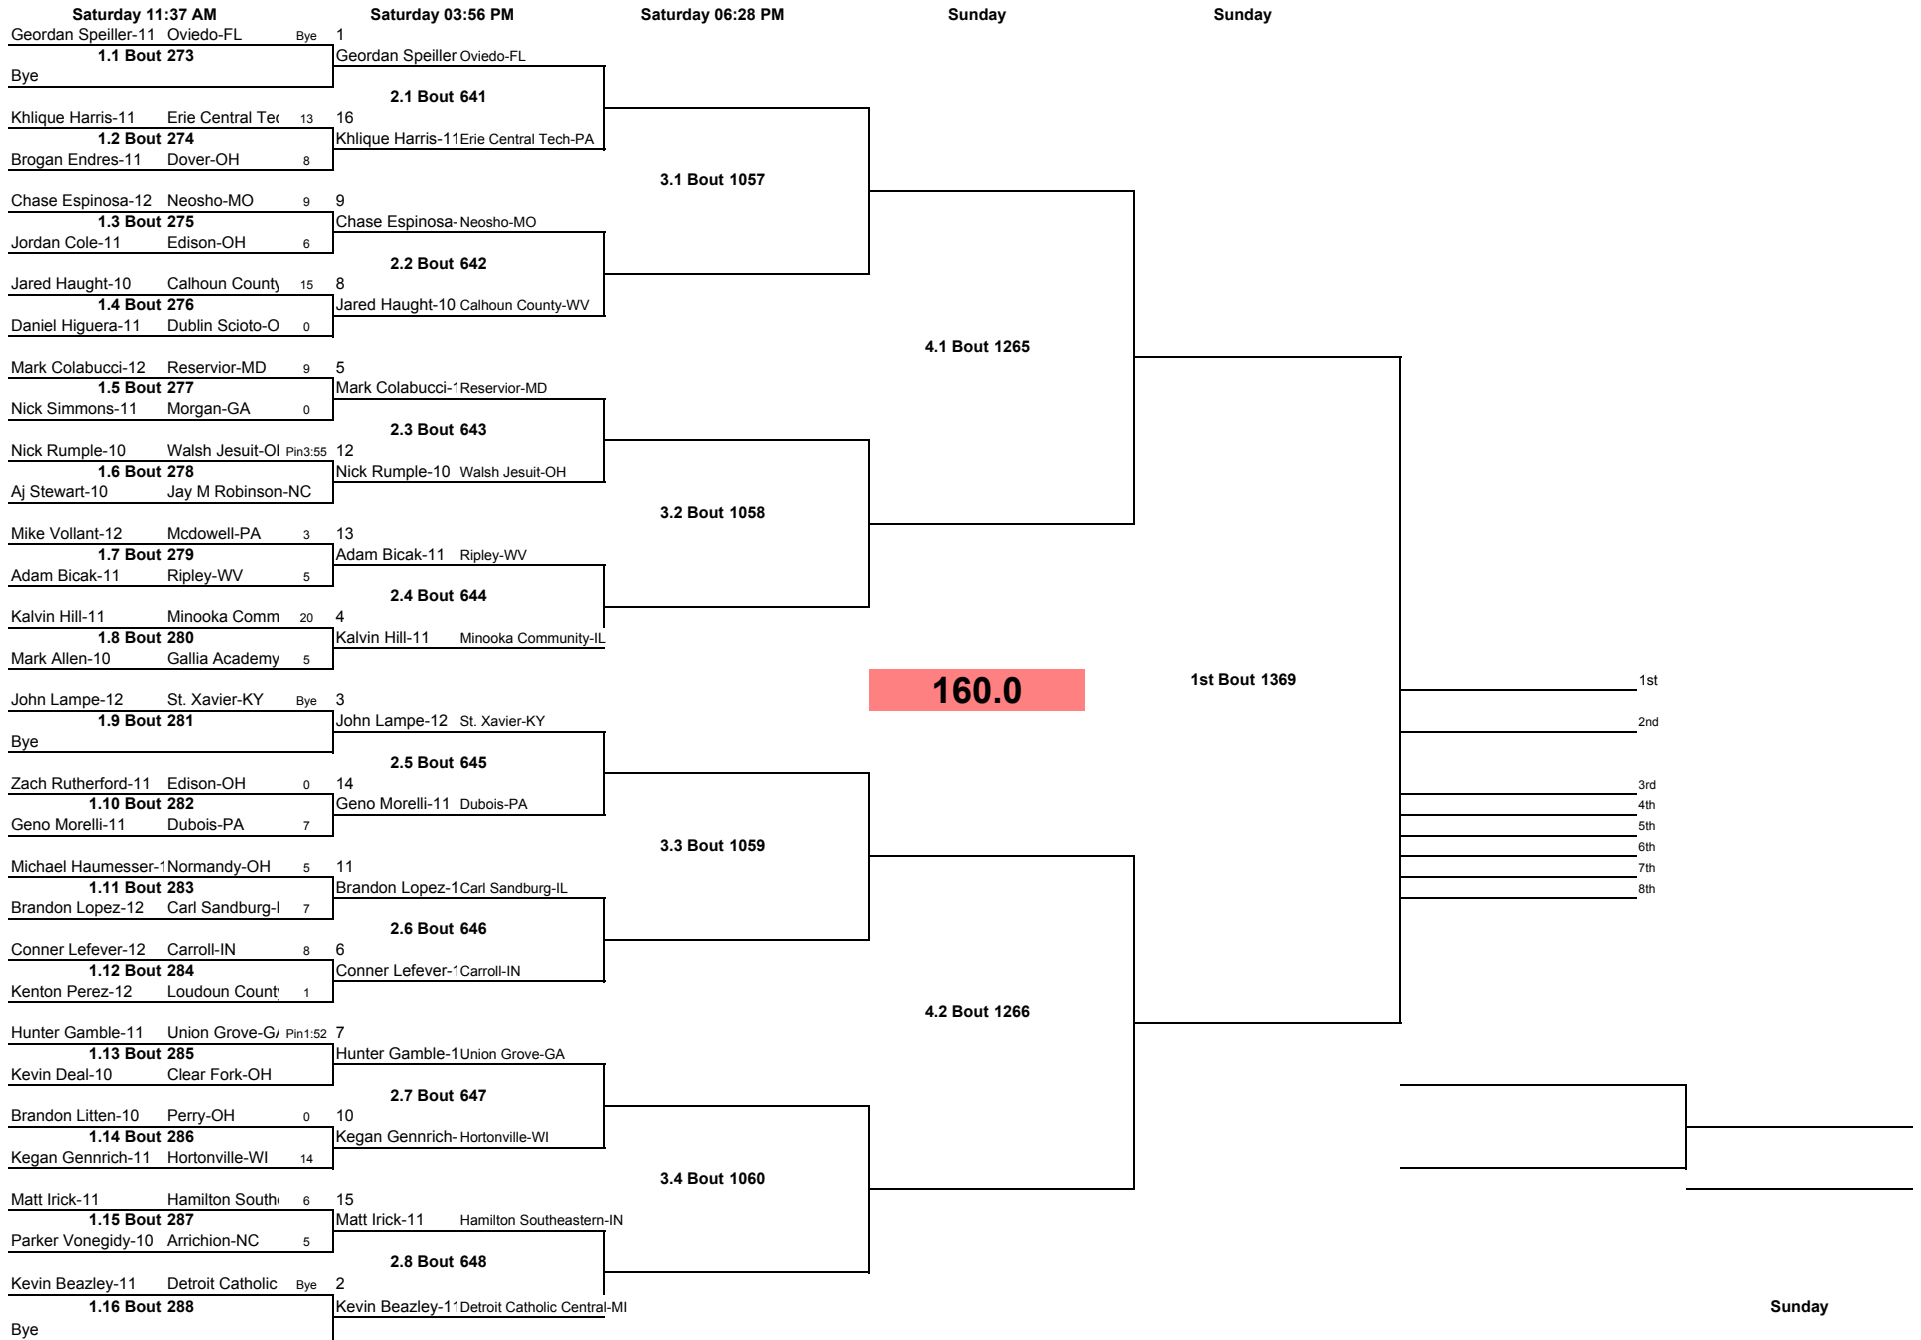 Saturday 11:37 AM Saturday 03:56 PM Saturday 06:28 PM Sunday Sunday
Geordan Speiller-11 Oviedo-FL Bye 1
1.1 Bout 273 Geordan Speiller Oviedo-FL
Bye
2.1 Bout 641
Khlique Harris-11 Erie Central Tec 13 16
1.2 Bout 274 Khlique Harris-11 Erie Central Tech-PA
Brogan Endres-11 Dover-OH 8
3.1 Bout 1057
Chase Espinosa-12 Neosho-MO 9 9
1.3 Bout 275 Chase Espinosa- Neosho-MO
Jordan Cole-11 Edison-OH 6
2.2 Bout 642
Jared Haught-10 Calhoun County 15 8
1.4 Bout 276 Jared Haught-10 Calhoun County-WV
Daniel Higuera-11 Dublin Scioto-O 0
4.1 Bout 1265
Mark Colabucci-12 Reservior-MD 9 5
1.5 Bout 277 Mark Colabucci-1 Reservior-MD
Nick Simmons-11 Morgan-GA 0
2.3 Bout 643
Nick Rumple-10 Walsh Jesuit-OH Pin3:55 12
1.6 Bout 278 Nick Rumple-10 Walsh Jesuit-OH
Aj Stewart-10 Jay M Robinson-NC
3.2 Bout 1058
Mike Vollant-12 Mcdowell-PA 3 13
1.7 Bout 279 Adam Bicak-11 Ripley-WV
Adam Bicak-11 Ripley-WV 5
2.4 Bout 644
Kalvin Hill-11 Minooka Comm 20 4
1.8 Bout 280 Kalvin Hill-11 Minooka Community-IL
Mark Allen-10 Gallia Academy 5
160.0 1st Bout 1369 1st
John Lampe-12 St. Xavier-KY Bye 3
1.9 Bout 281 John Lampe-12 St. Xavier-KY 2nd
Bye
2.5 Bout 645
Zach Rutherford-11 Edison-OH 0 14 3rd
1.10 Bout 282 Geno Morelli-11 Dubois-PA 4th
Geno Morelli-11 Dubois-PA 7 5th
3.3 Bout 1059 6th
Michael Haumesser-1 Normandy-OH 5 11 7th
1.11 Bout 283 Brandon Lopez-1 Carl Sandburg-IL 8th
Brandon Lopez-12 Carl Sandburg-I 7
2.6 Bout 646
Conner Lefever-12 Carroll-IN 8 6
1.12 Bout 284 Conner Lefever-1 Carroll-IN
Kenton Perez-12 Loudoun County 1
4.2 Bout 1266
Hunter Gamble-11 Union Grove-GA Pin1:52 7
1.13 Bout 285 Hunter Gamble-1 Union Grove-GA
Kevin Deal-10 Clear Fork-OH
2.7 Bout 647
Brandon Litten-10 Perry-OH 0 10
1.14 Bout 286 Kegan Gennrich- Hortonville-WI
Kegan Gennrich-11 Hortonville-WI 14
3.4 Bout 1060
Matt Irick-11 Hamilton Southe 6 15
1.15 Bout 287 Matt Irick-11 Hamilton Southeastern-IN
Parker Vonegidy-10 Arrichion-NC 5
2.8 Bout 648
Kevin Beazley-11 Detroit Catholic Bye 2
1.16 Bout 288 Kevin Beazley-11 Detroit Catholic Central-MI Sunday
Bye